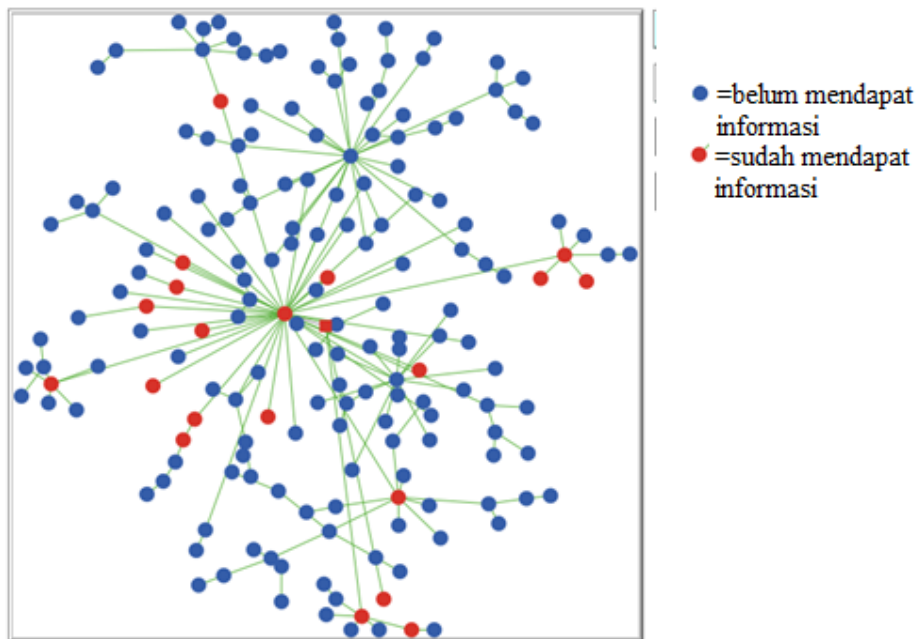 =belum mendapat
informasi
=sudah mendapat
informasi